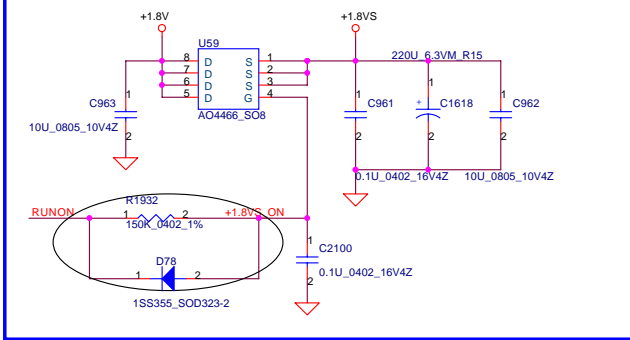 +1.8V
+1.8VS
U59
220U_6.3VM_R15
8 D S 1
7 D S 2
6 D S 3
5 D G 4
AO4466_SO8
1
C963
2
10U_0805_10V4Z
1
C961
2
0.1U_0402_16V4Z
1
+
C1618
2
1
C962
2
10U_0805_10V4Z
R1932
RUNON
1 2
+1.8VS_ON
150K_0402_1%
D78
1 2
1SS355_SOD323-2
1
C2100
2
0.1U_0402_16V4Z